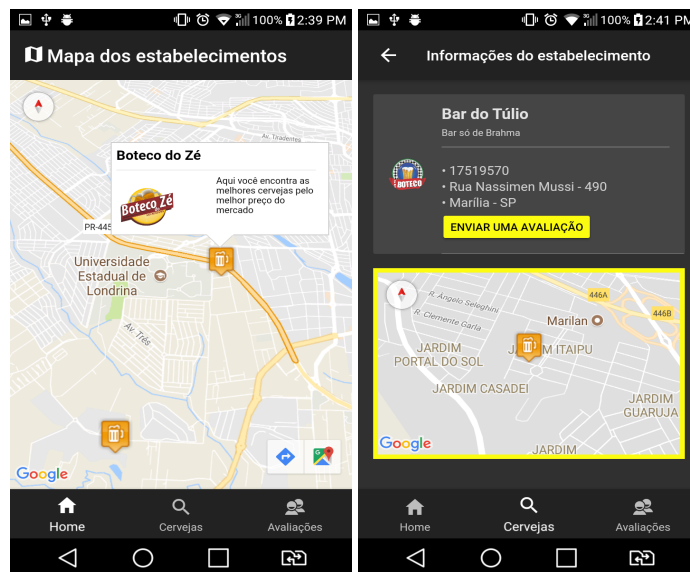 100% 2:39 PM
Mapa dos estabelecimentos
Av. Tiradentes
Boteco do Zé
Boteco Zé
Aqui você encontra as
melhores cervejas pelo
melhor preço do
mercado
PR-445
Universidade
Estadual de
Londrina
Av. Três
Google
Home
Cervejas
Avaliações
3G 100% 2:41 PM
Informações do estabelecimento
Bar do Túlio
Bar só de Brahma
BOTECO
• 17519570
• Rua Nassimen Mussi - 490
• Marília - SP
ENVIAR UMA AVALIAÇÃO
R. Ângelo Seleghini
446A
R. Clemente Garla
Marilan
446B
JARDIM
PORTAL DO SOL
JARDIM ITAIPU
JARDIM CASADEI
JARDIM
GUARUJA
Google
JARDIM
Home
Cervejas
Avaliações